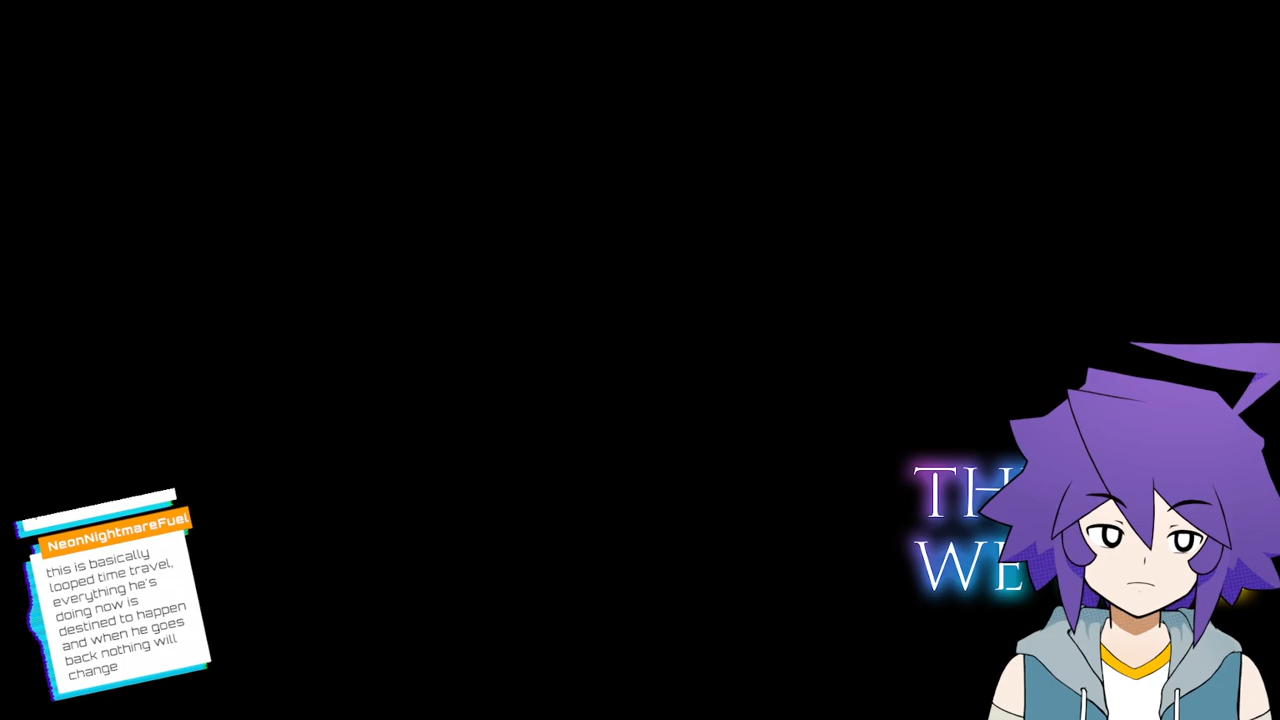 TH
WE
NeonNightmareFuel
this is basically
looped time travel,
everything he's
doing now is
destined to happen
and when he goes
back nothing will
change